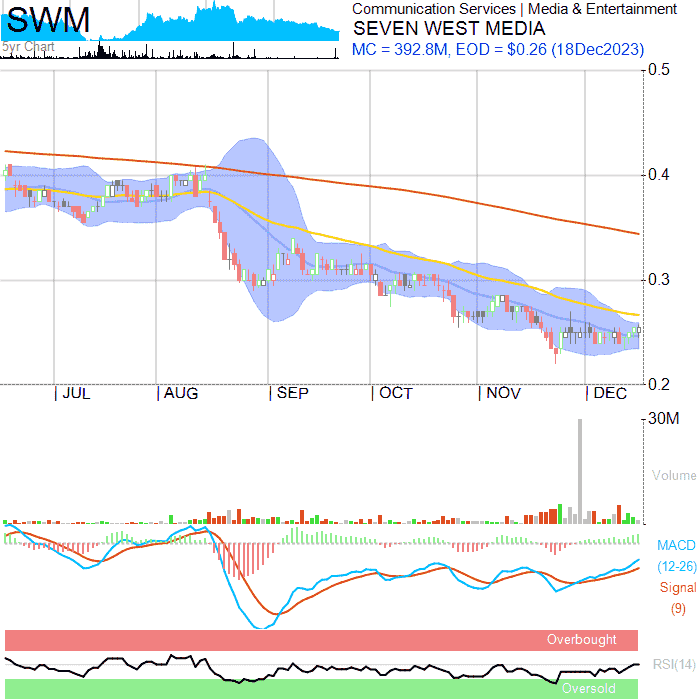 SWM
5yr Chart
Communication Services | Media & Entertainment
SEVEN WEST MEDIA
MC = 392.8M, EOD = $0.26 (18Dec2023)
0.5
0.4
0.3
0.2
JUL AUG SEP OCT NOV DEC
30M
Volume
MACD
(12-26)
Signal
(9)
Overbought
RSI(14)
Oversold